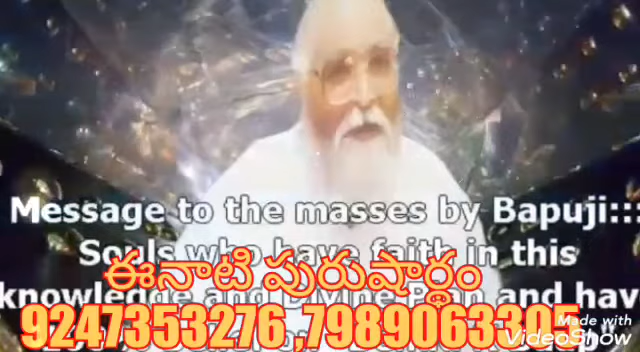 Message to the masses by Bapuji:::
Souls who have faith in this
ఈనాటి పురుషార్థం
knowledge and Divine Plan and hav
9247353276 ,7989063305
Made with
VideoShow